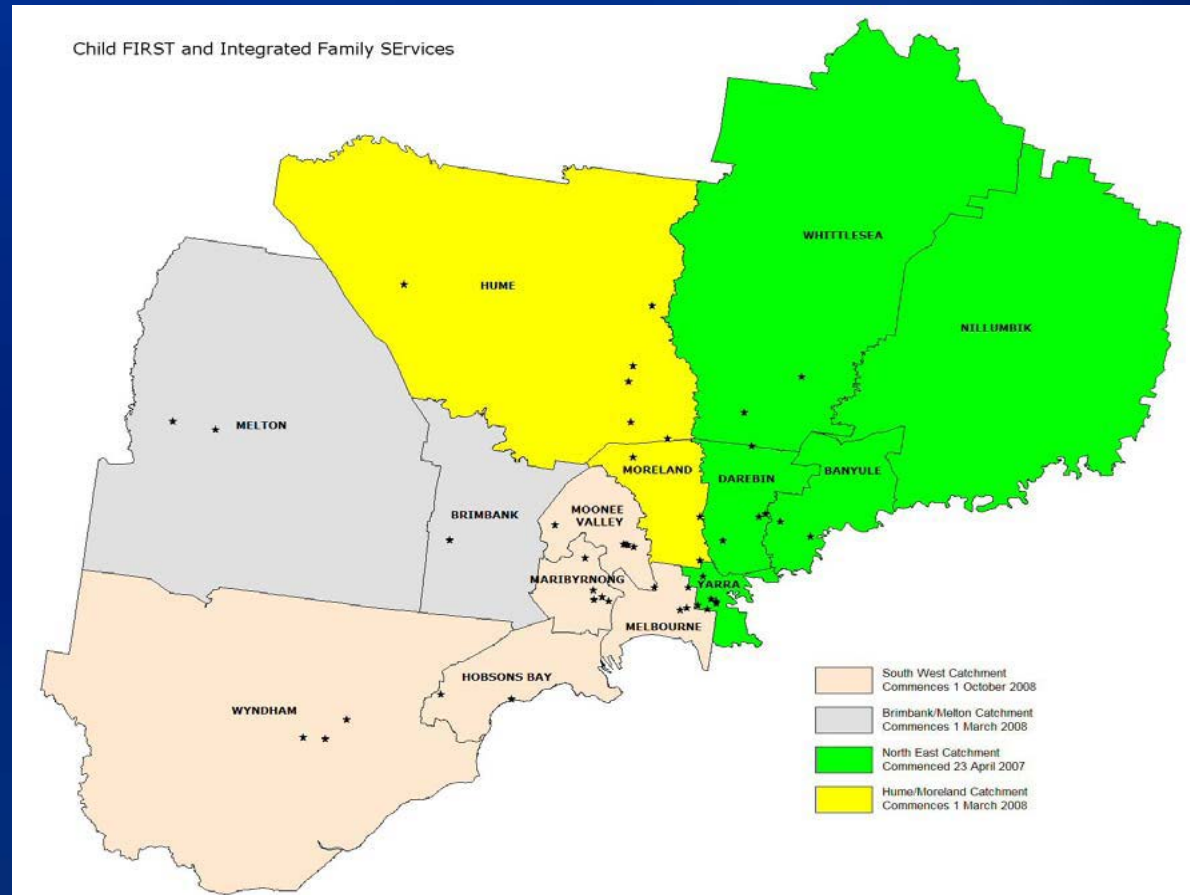 Child FIRST and Integrated Family SErvices
WHITTLESEA
HUME
NILLUMBIK
MELTON
MORELAND
BANYULE
DAREBIN
BRIMBANK
MOONEE
VALLEY
MARIBYRNONG
YARRA
MELBOURNE
HOBSONS BAY
WYNDHAM
South West Catchment
Commences 1 October 2008
Brimbank/Melton Catchment
Commences 1 March 2008
North East Catchment
Commenced 23 April 2007
Hume/Moreland Catchment
Commences 1 March 2008